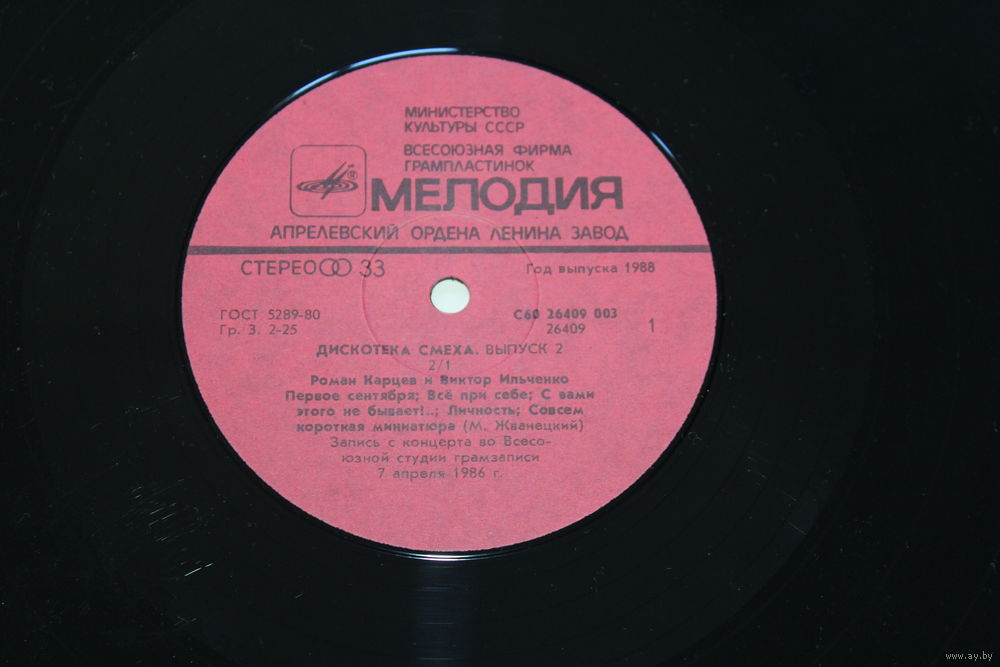 МИНИСТЕРСТВО
КУЛЬТУРЫ СССР
ВСЕСОЮЗНАЯ ФИРМА
ГРАМПЛАСТИНОК
®
МЕЛОДИЯ
АПРЕЛЕВСКИЙ ОРДЕНА ЛЕНИНА ЗАВОД
СТЕРЕО 33
Год выпуска 1988
ГОСТ 5289-80
Гр. 3. 2-25
С60 26409 003
26409
1
ДИСКОТЕКА СМЕХА. ВЫПУСК 2
2/1
Роман Карцев и Виктор Ильченко
Первое сентября; Всё при себе; С вами
этого не бывает!..; Личность; Совсем
короткая миниатюра (М. Жванецкий)
Запись с концерта во Всесо-
юзной студии грамзаписи
7 апреля 1986 г.
www.ay.by